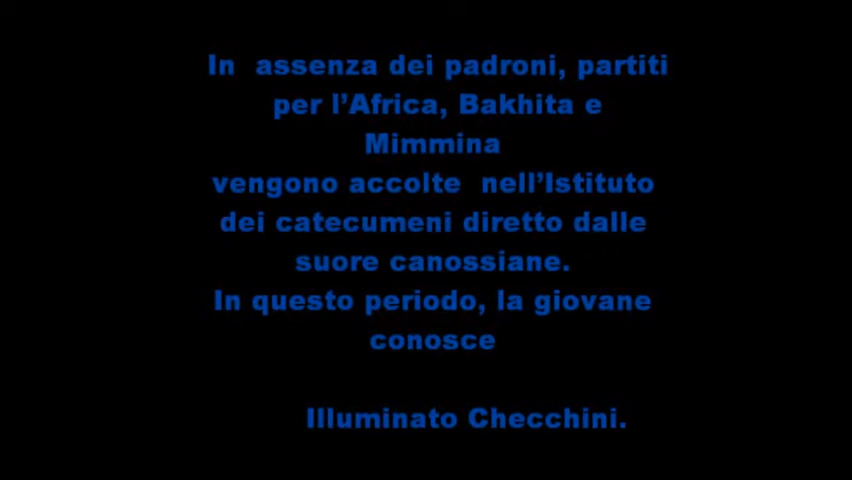 In  assenza dei padroni, partiti
per l’Africa, Bakhita e
Mimmina
vengono accolte  nell’Istituto
dei catecumeni diretto dalle
suore canossiane.
In questo periodo, la giovane
conosce
Illuminato Checchini.